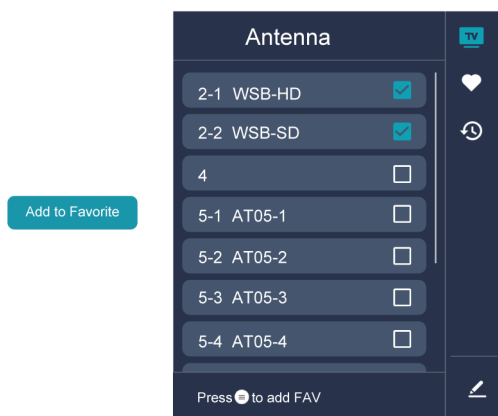 Antenna
TV
2-1 WSB-HD
2-2 WSB-SD
4
Add to Favorite
5-1 AT05-1
5-2 AT05-2
5-3 AT05-3
5-4 AT05-4
Press to add FAV